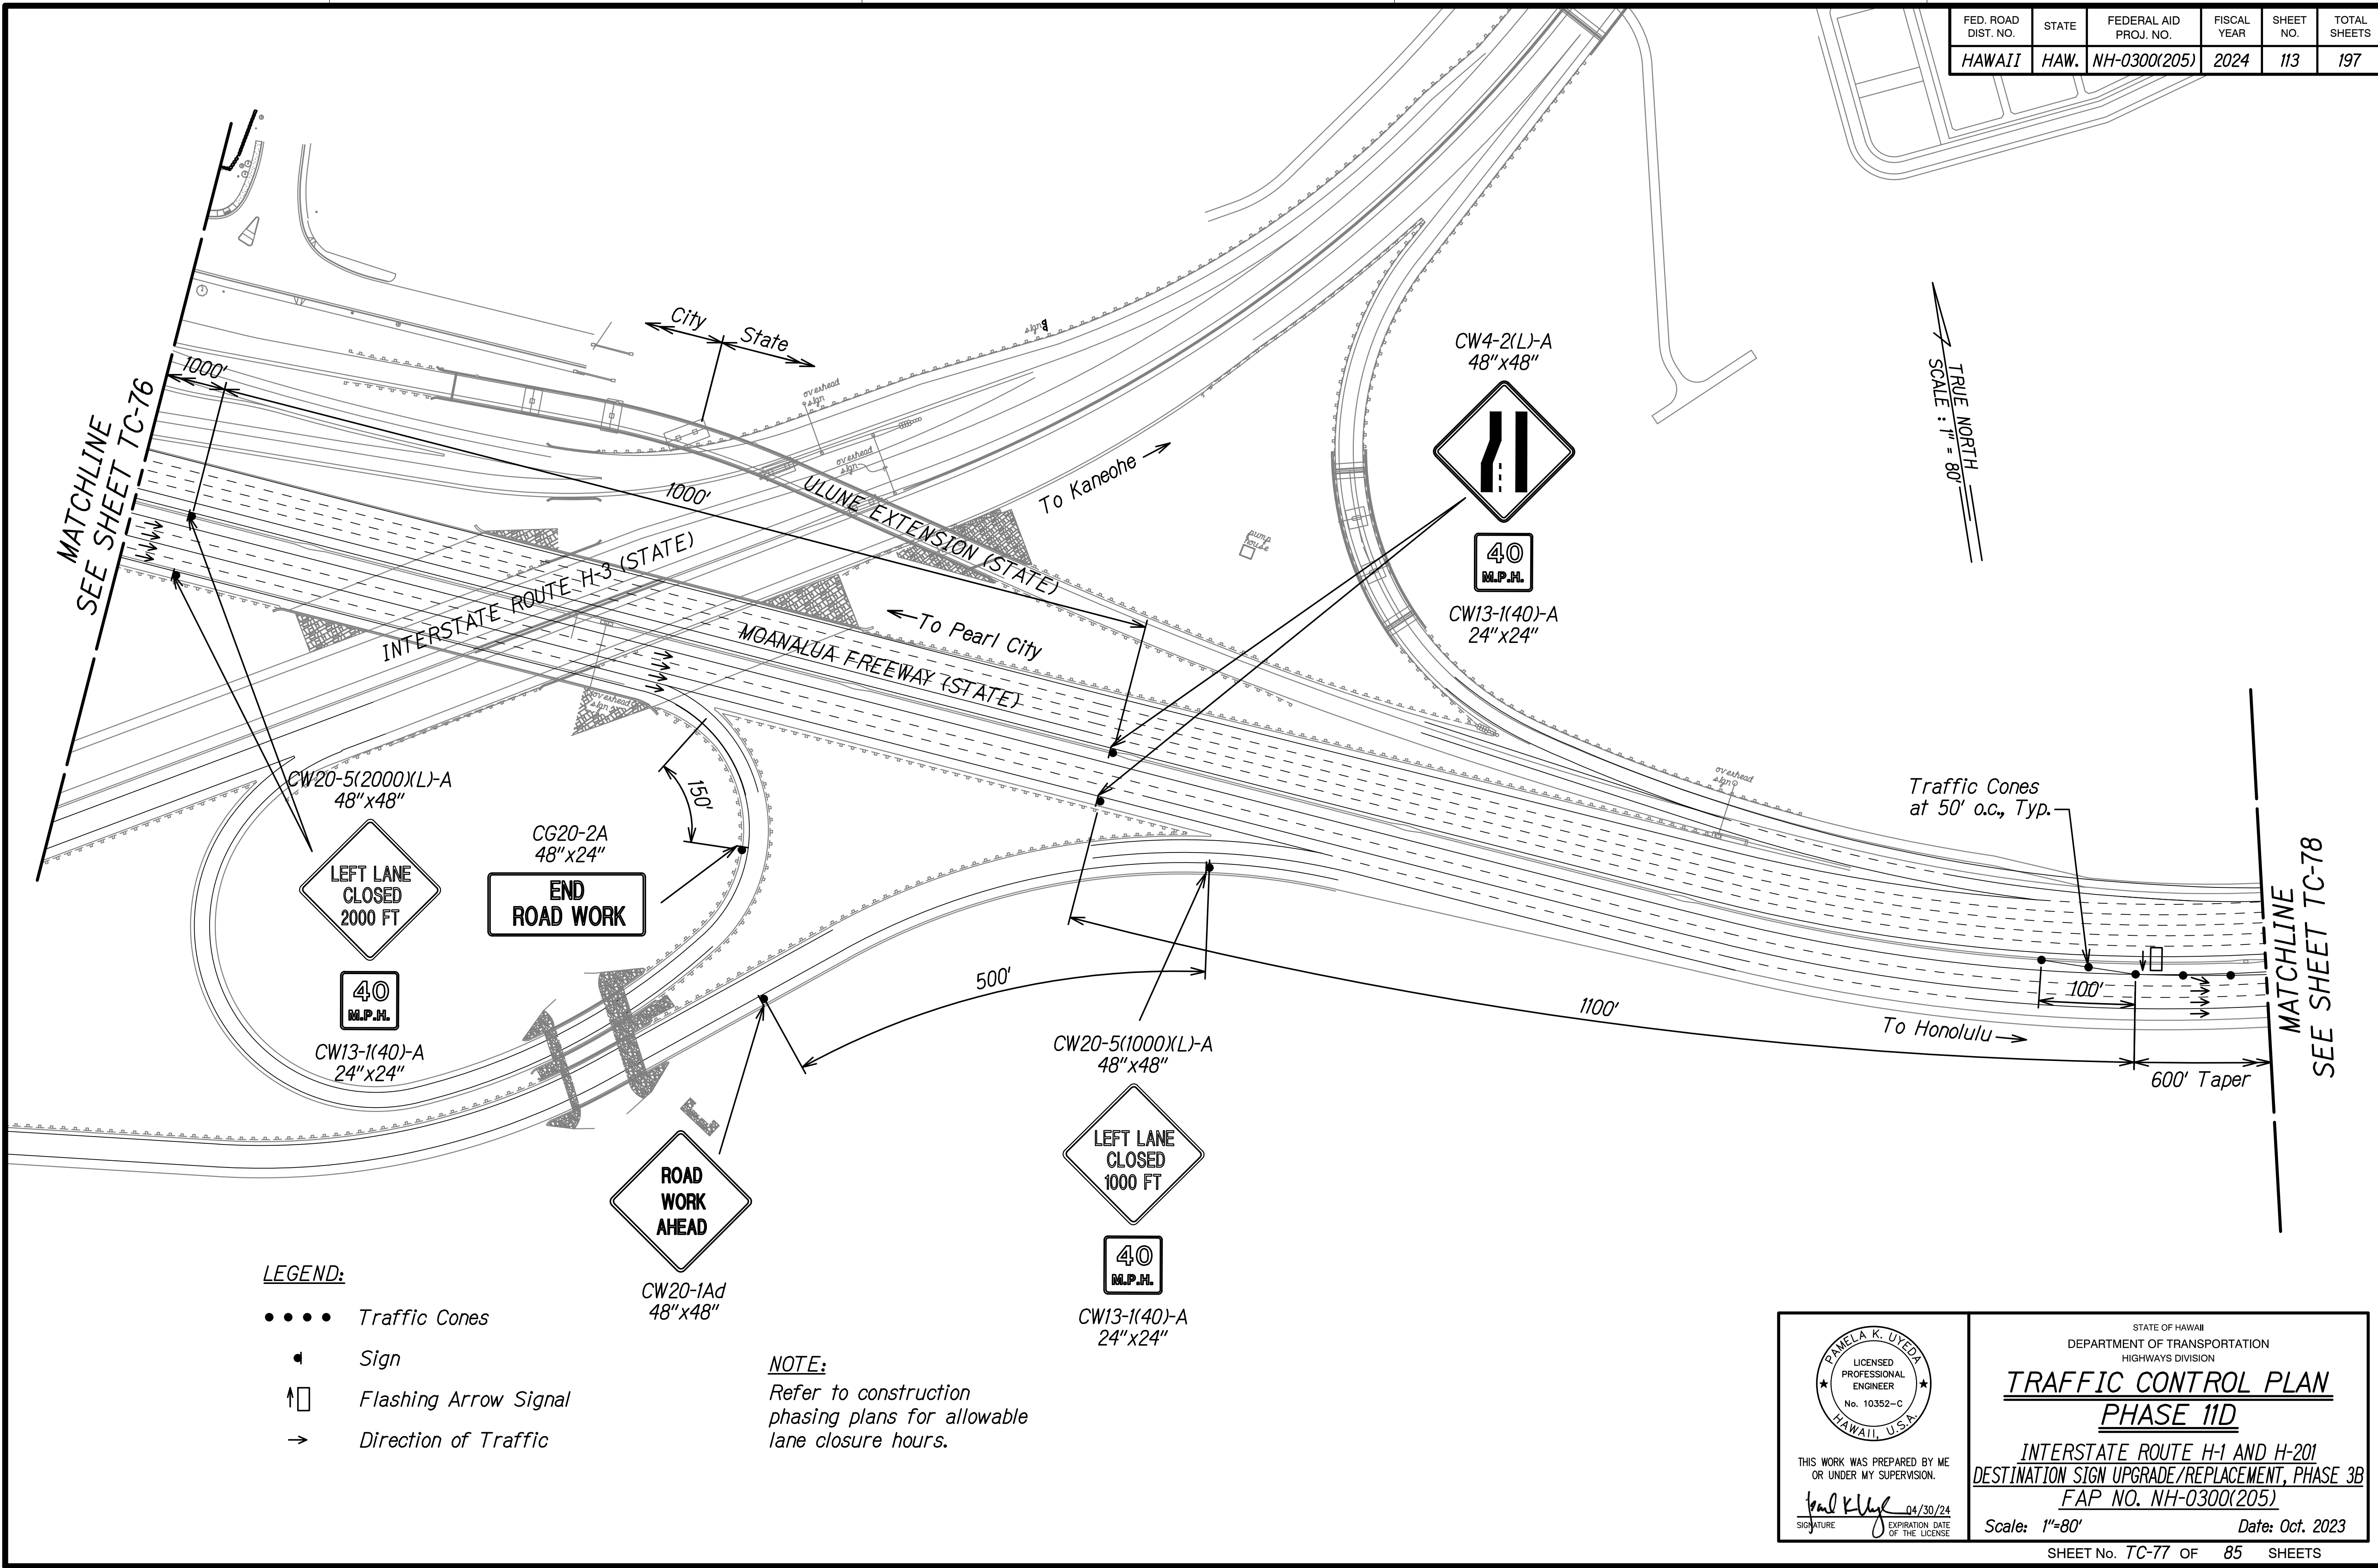 FED. ROAD DIST. NO.
STATE
FEDERAL AID PROJ. NO.
FISCAL YEAR
SHEET NO.
TOTAL SHEETS
HAWAII
HAW.
NH-0300(205)
2024
113
197
MATCHLINE
SEE SHEET TC-76
1000'
City
State
sign
overhead
sign
overhead
sign
1000'
ULUNE EXTENSION (STATE)
To Kaneohe
INTERSTATE ROUTE H-3 (STATE)
To Pearl City
MOANALUA FREEWAY (STATE)
overhead
sign
pump
house
CW4-2(L)-A
48"x48"
40
M.P.H.
CW13-1(40)-A
24"x24"
TRUE NORTH
SCALE : 1" = 80'
overhead
sign
Traffic Cones
at 50' o.c., Typ.
MATCHLINE
SEE SHEET TC-78
100'
To Honolulu
1100'
600' Taper
150'
CW20-5(2000)(L)-A
48"x48"
LEFT LANE
CLOSED
2000 FT
40
M.P.H.
CW13-1(40)-A
24"x24"
CG20-2A
48"x24"
END
ROAD WORK
500'
CW20-5(1000)(L)-A
48"x48"
LEFT LANE
CLOSED
1000 FT
40
M.P.H.
CW13-1(40)-A
24"x24"
ROAD
WORK
AHEAD
CW20-1Ad
48"x48"
LEGEND:
Traffic Cones
Sign
Flashing Arrow Signal
Direction of Traffic
NOTE:
Refer to construction
phasing plans for allowable
lane closure hours.
PAMELA K. UYEDA
LICENSED
PROFESSIONAL
ENGINEER
No. 10352-C
HAWAII, U.S.A.
THIS WORK WAS PREPARED BY ME
OR UNDER MY SUPERVISION.
04/30/24
SIGNATURE
EXPIRATION DATE
OF THE LICENSE
STATE OF HAWAII
DEPARTMENT OF TRANSPORTATION
HIGHWAYS DIVISION
TRAFFIC CONTROL PLAN
PHASE 11D
INTERSTATE ROUTE H-1 AND H-201
DESTINATION SIGN UPGRADE/REPLACEMENT, PHASE 3B
FAP NO. NH-0300(205)
Scale: 1"=80'
Date: Oct. 2023
SHEET No. TC-77 OF 85 SHEETS